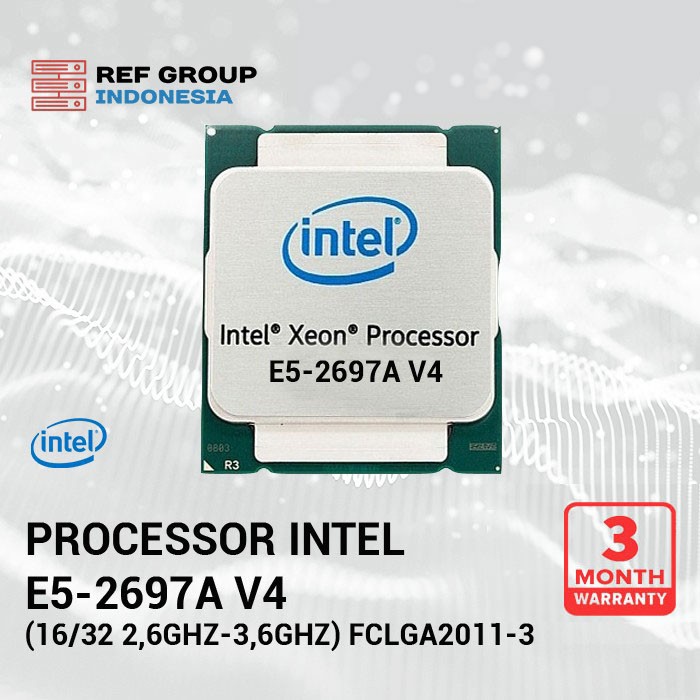 REF GROUP
INDONESIA
intel
Intel® Xeon® Processor
E5-2697A V4
0803
R3
intel
PROCESSOR INTEL
E5-2697A V4
(16/32 2,6GHZ-3,6GHZ) FCLGA2011-3
3
MONTH
WARRANTY